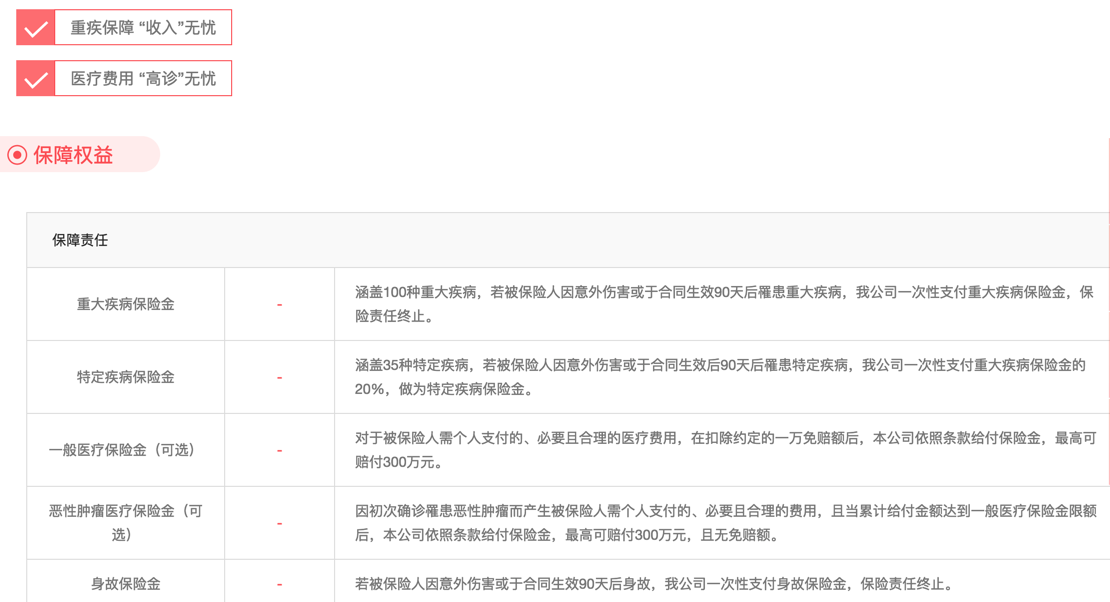 重疾保障 “收入”无忧
医疗费用 “高诊”无忧
保障权益
保障责任
重大疾病保险金
-
涵盖100种重大疾病，若被保险人因意外伤害或于合同生效90天后罹患重大疾病，我公司一次性支付重大疾病保险金，保
险责任终止。
特定疾病保险金
-
涵盖35种特定疾病，若被保险人因意外伤害或于合同生效后90天后罹患特定疾病，我公司一次性支付重大疾病保险金的
20%，做为特定疾病保险金。
一般医疗保险金（可选）
-
对于被保险人需个人支付的、必要且合理的医疗费用，在扣除约定的一万免赔额后，本公司依照条款给付保险金，最高可
赔付300万元。
恶性肿瘤医疗保险金（可
选）
-
因初次确诊罹患恶性肿瘤而产生被保险人需个人支付的、必要且合理的费用，且当累计给付金额达到一般医疗保险金限额
后，本公司依照条款给付保险金，最高可赔付300万元，且无免赔额。
身故保险金
-
若被保险人因意外伤害或于合同生效90天后身故，我公司一次性支付身故保险金，保险责任终止。